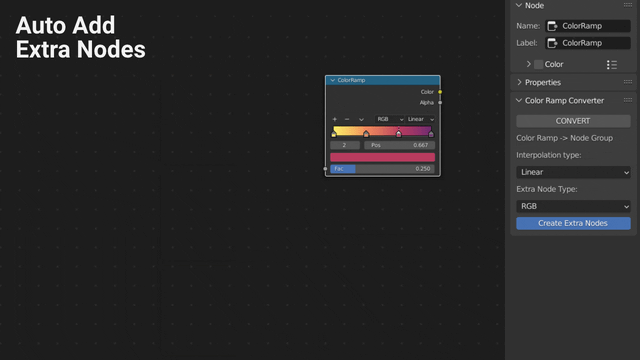 Auto Add
Extra Nodes
ColorRamp
Color
Alpha
+ − RGB Linear
2 Pos 0.667
Fac 0.250
Node
Name: ColorRamp
Label: ColorRamp
Color
Properties
Color Ramp Converter
CONVERT
Color Ramp -> Node Group
Interpolation type:
Linear
Extra Node Type:
RGB
Create Extra Nodes